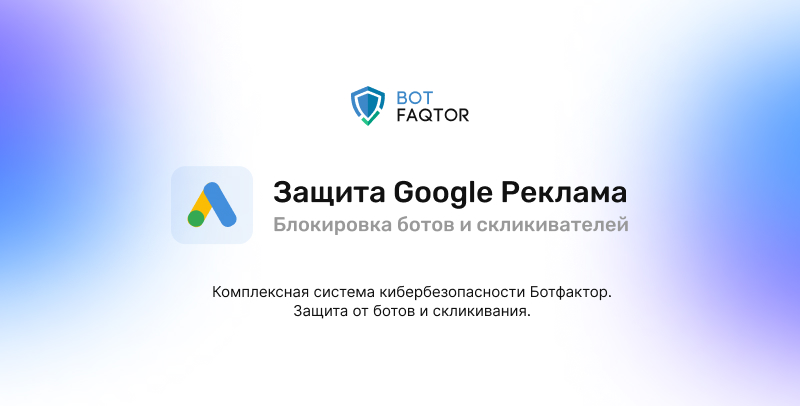 BOT
FAQTOR
Защита Google Реклама
Блокировка ботов и скликивателей
Комплексная система кибербезопасности Ботфактор.
Защита от ботов и скликивания.